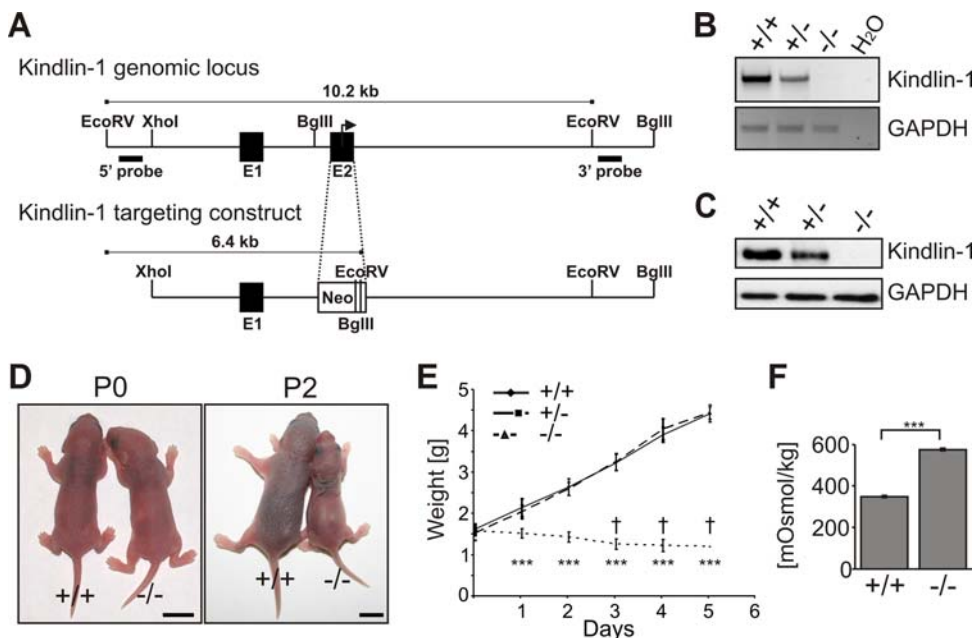 A
Kindlin-1 genomic locus
10.2 kb
EcoRV XhoI BglII EcoRV BglII
5' probe E1 E2 3' probe
Kindlin-1 targeting construct
6.4 kb
XhoI EcoRV EcoRV BglII
Neo
E1 BglII
B
+/+ +/- -/- H₂O
Kindlin-1
GAPDH
C
+/+ +/- -/-
Kindlin-1
GAPDH
D
P0 P2
+/+ -/- +/+ -/-
E
+/+
+/-
-/-
Weight [g]
5
4
3
2
1
0
† † †
*** *** *** *** ***
1 2 3 4 5 6
Days
F
[mOsmol/kg]
***
600
400
200
0
+/+ -/-